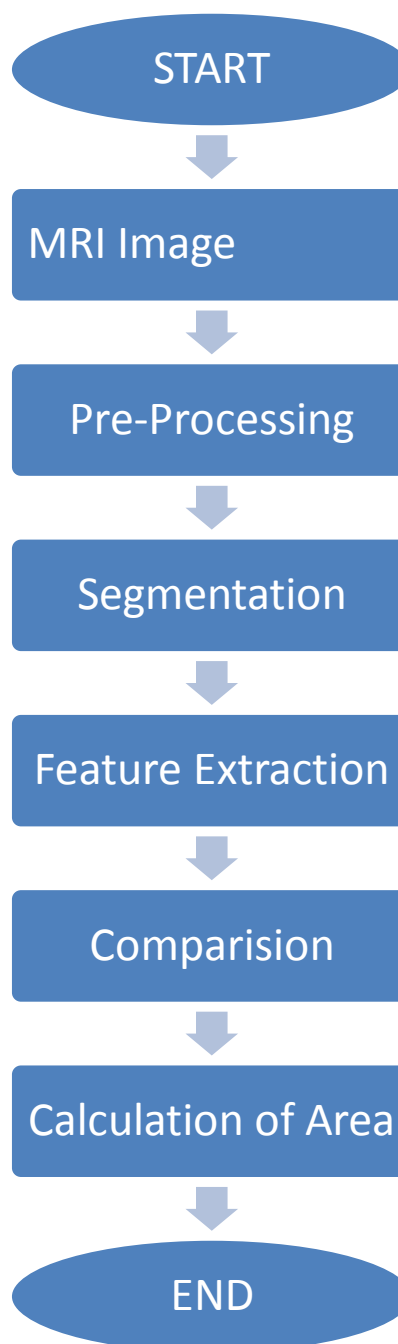 START
MRI Image
Pre-Processing
Segmentation
Feature Extraction
Comparision
Calculation of Area
END